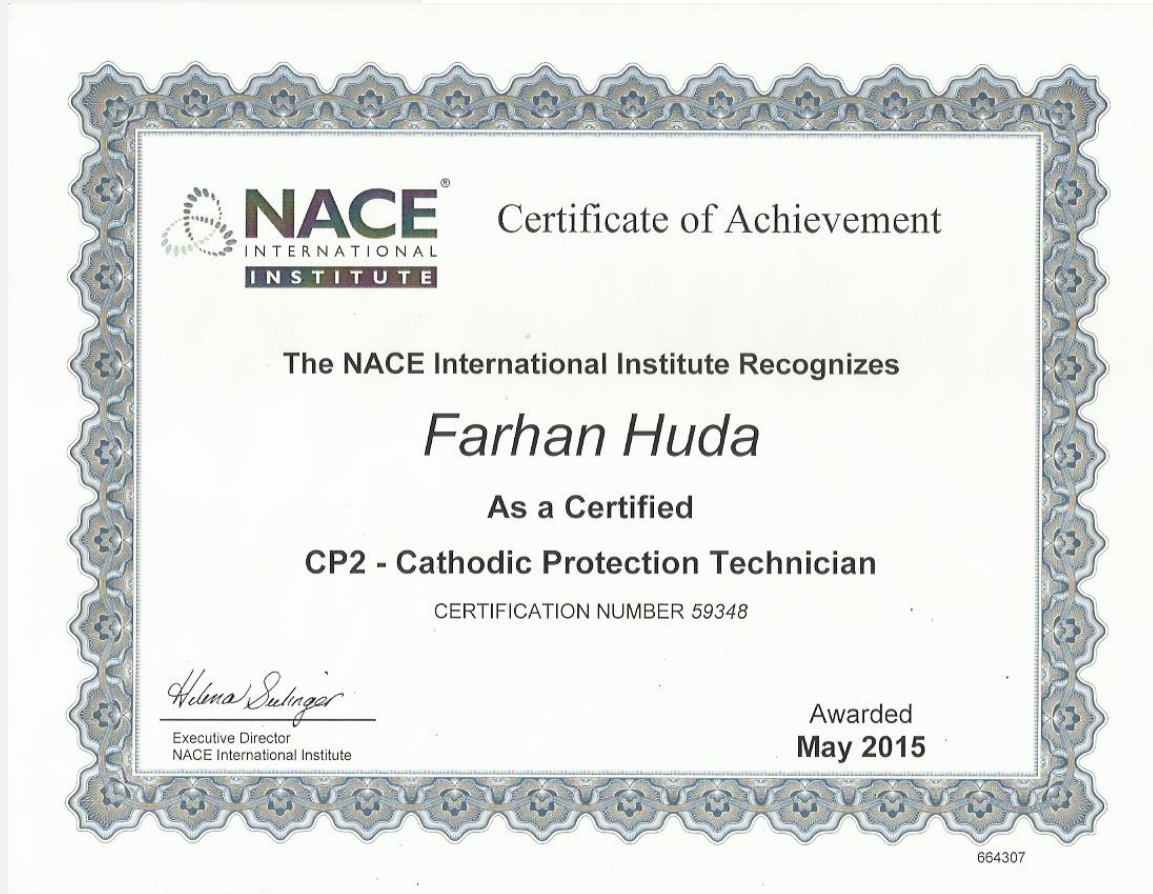 NACE®
INTERNATIONAL
INSTITUTE
Certificate of Achievement
The NACE International Institute Recognizes
Farhan Huda
As a Certified
CP2 - Cathodic Protection Technician
CERTIFICATION NUMBER 59348
Helena Seelinger
Executive Director
NACE International Institute
Awarded
May 2015
664307